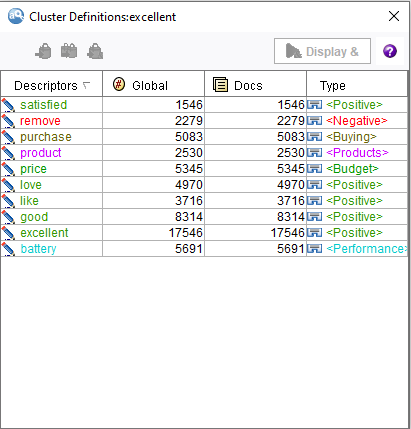 Cluster Definitions:excellent
Display &
Descriptors Global Docs Type
satisfied 1546 1546 <Positive>
remove 2279 2279 <Negative>
purchase 5083 5083 <Buying>
product 2530 2530 <Products>
price 5345 5345 <Budget>
love 4970 4970 <Positive>
like 3716 3716 <Positive>
good 8314 8314 <Positive>
excellent 17546 17546 <Positive>
battery 5691 5691 <Performance>